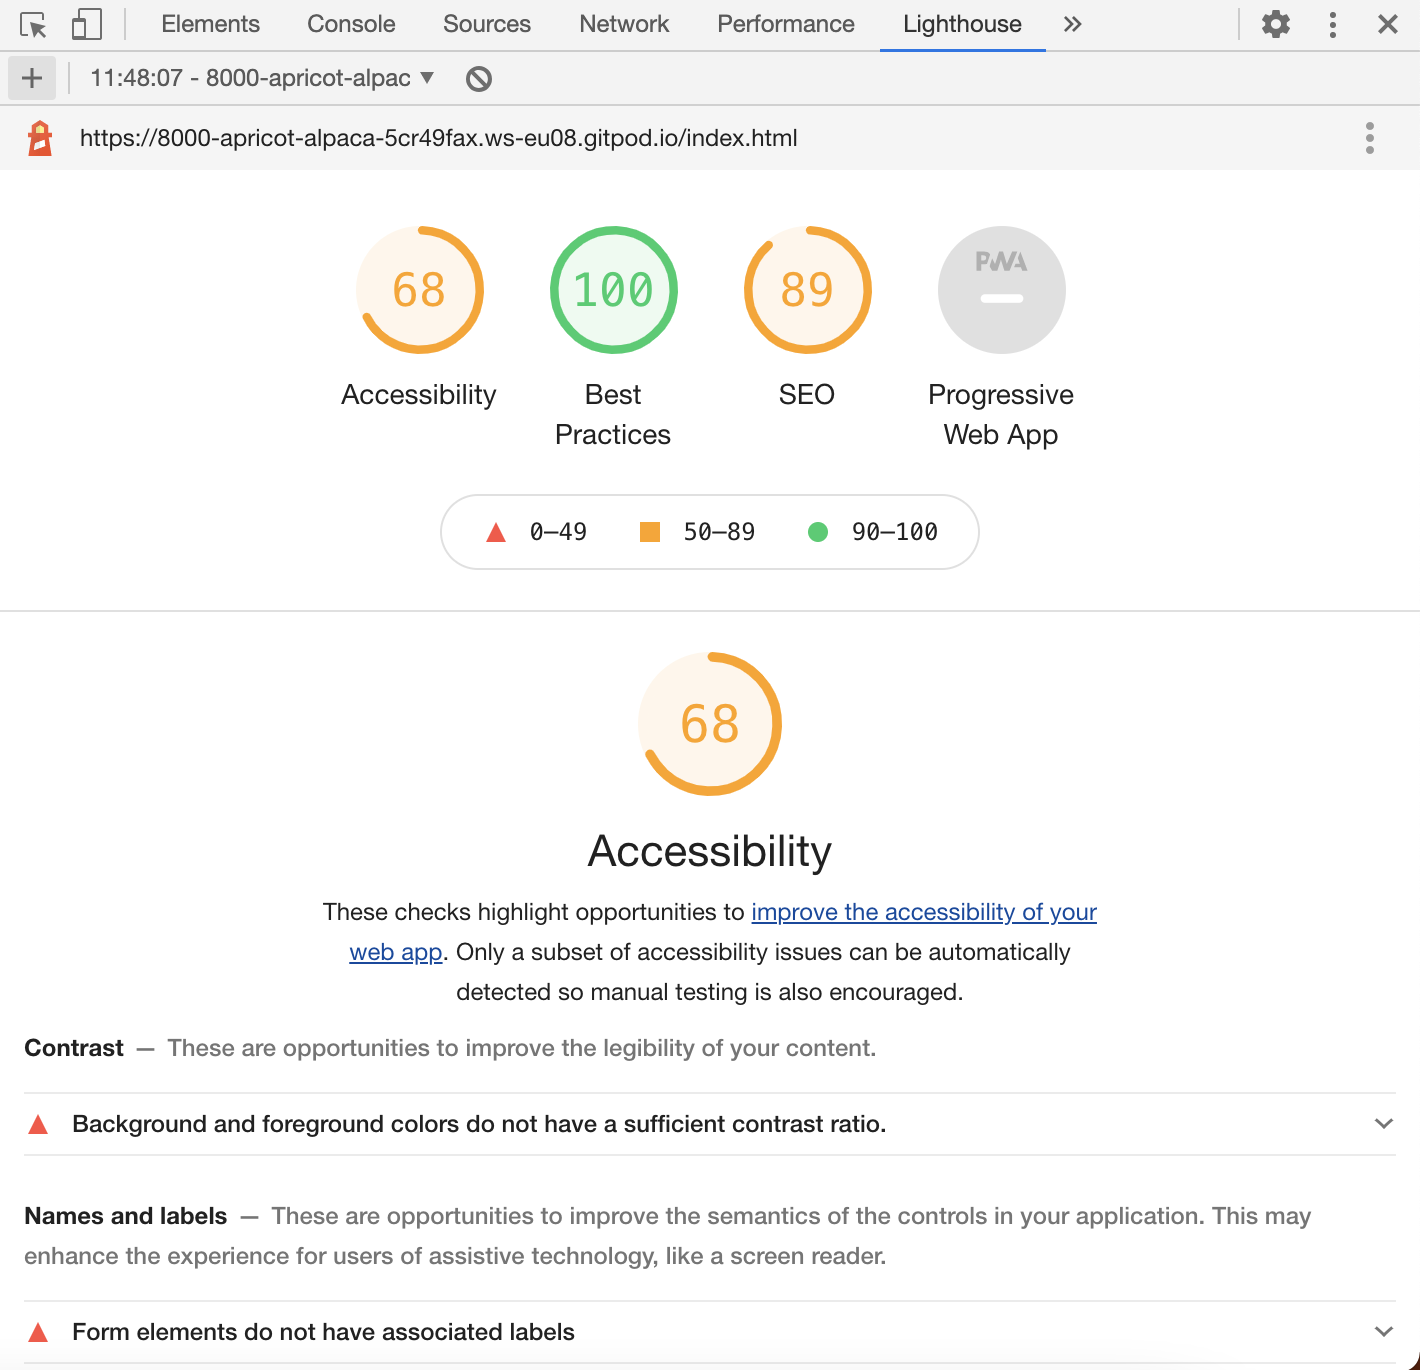 Elements Console Sources Network Performance Lighthouse
11:48:07 - 8000-apricot-alpac
https://8000-apricot-alpaca-5cr49fax.ws-eu08.gitpod.io/index.html
68 100 89 PWA
Accessibility Best Practices SEO Progressive Web App
0–49 50–89 90–100
68
Accessibility
These checks highlight opportunities to improve the accessibility of your
web app. Only a subset of accessibility issues can be automatically
detected so manual testing is also encouraged.
Contrast — These are opportunities to improve the legibility of your content.
Background and foreground colors do not have a sufficient contrast ratio.
Names and labels — These are opportunities to improve the semantics of the controls in your application. This may
enhance the experience for users of assistive technology, like a screen reader.
Form elements do not have associated labels